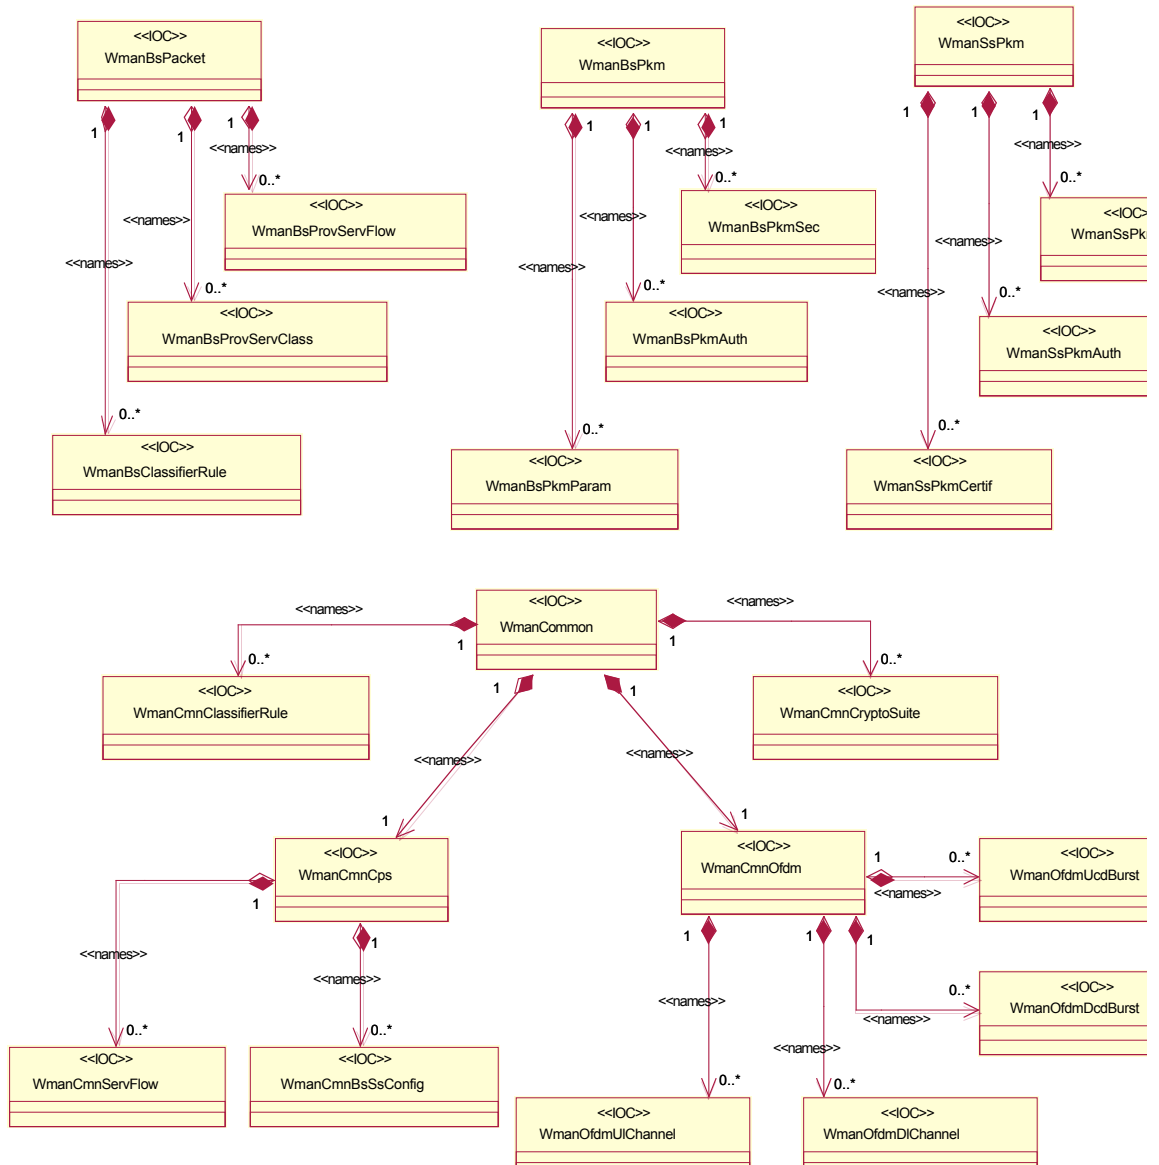 <<IOC>>
WmanBsPacket
<<IOC>>
WmanBsPkm
<<IOC>>
WmanSsPkm
1
1
1
<<names>>
0..*
<<names>>
<<names>>
1
1
1
<<names>>
0..*
<<names>>
<<names>>
1
1
1
<<names>>
0..*
<<names>>
<<names>>
<<IOC>>
WmanBsProvServFlow
<<IOC>>
WmanBsPkmSec
<<IOC
WmanSsPk
0..*
0..*
0..*
<<IOC>>
WmanBsProvServClass
<<IOC>>
WmanBsPkmAuth
<<IOC>>
WmanSsPkmAuth
0..*
0..*
0..*
<<IOC>>
WmanBsClassifierRule
<<IOC>>
WmanBsPkmParam
<<IOC>>
WmanSsPkmCertif
<<IOC>>
WmanCommon
<<names>>
1
0..*
<<names>>
1
0..*
<<IOC>>
WmanCmnClassifierRule
<<IOC>>
WmanCmnCryptoSuite
1
<<names>>
1
1
<<names>>
1
<<IOC>>
WmanCmnCps
<<IOC>>
WmanCmnOfdm
1
0..*
<<names>>
<<IOC>>
WmanOfdmUcdBurst
1
<<names>>
0..*
1
<<names>>
0..*
1
<<names>>
0..*
1
<<names>>
0..*
1
0..*
<<names>>
<<IOC>>
WmanOfdmDcdBurst
<<IOC>>
WmanCmnServFlow
<<IOC>>
WmanCmnBsSsConfig
<<IOC>>
WmanOfdmUlChannel
<<IOC>>
WmanOfdmDlChannel